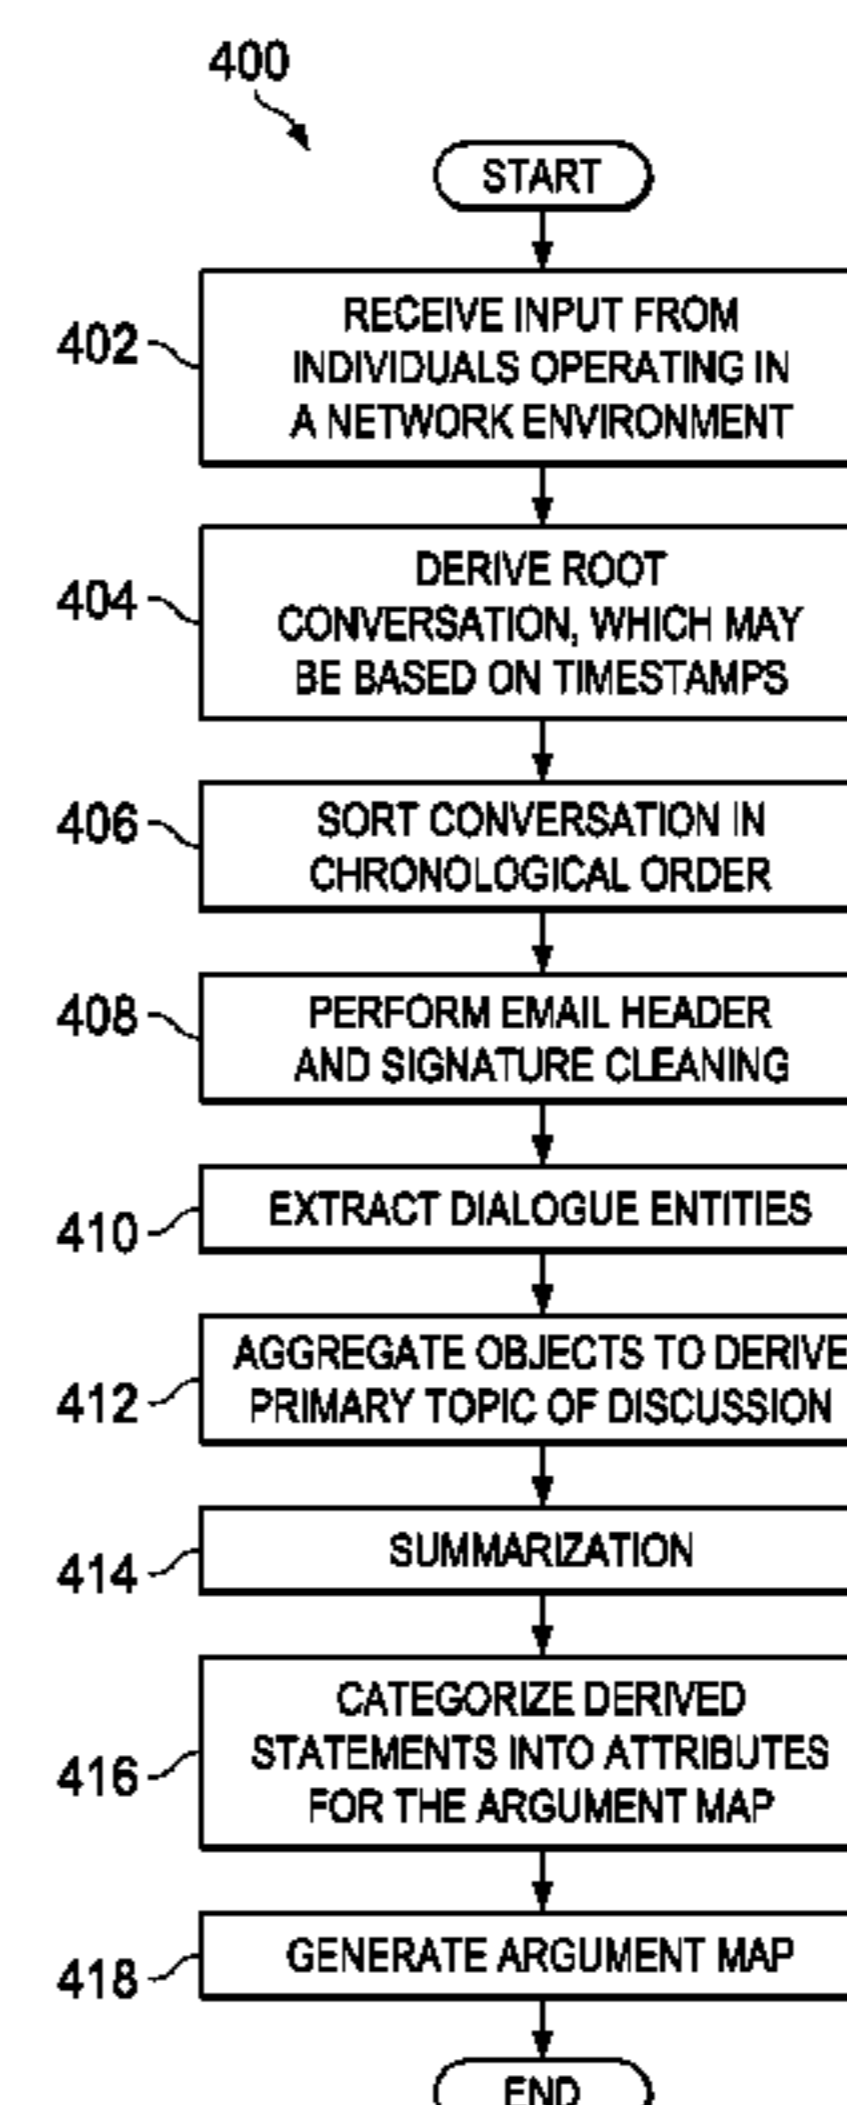 400
START
402
RECEIVE INPUT FROM
INDIVIDUALS OPERATING IN
A NETWORK ENVIRONMENT
404
DERIVE ROOT
CONVERSATION, WHICH MAY
BE BASED ON TIMESTAMPS
406
SORT CONVERSATION IN
CHRONOLOGICAL ORDER
408
PERFORM EMAIL HEADER
AND SIGNATURE CLEANING
410
EXTRACT DIALOGUE ENTITIES
412
AGGREGATE OBJECTS TO DERIVE
PRIMARY TOPIC OF DISCUSSION
414
SUMMARIZATION
416
CATEGORIZE DERIVED
STATEMENTS INTO ATTRIBUTES
FOR THE ARGUMENT MAP
418
GENERATE ARGUMENT MAP
END